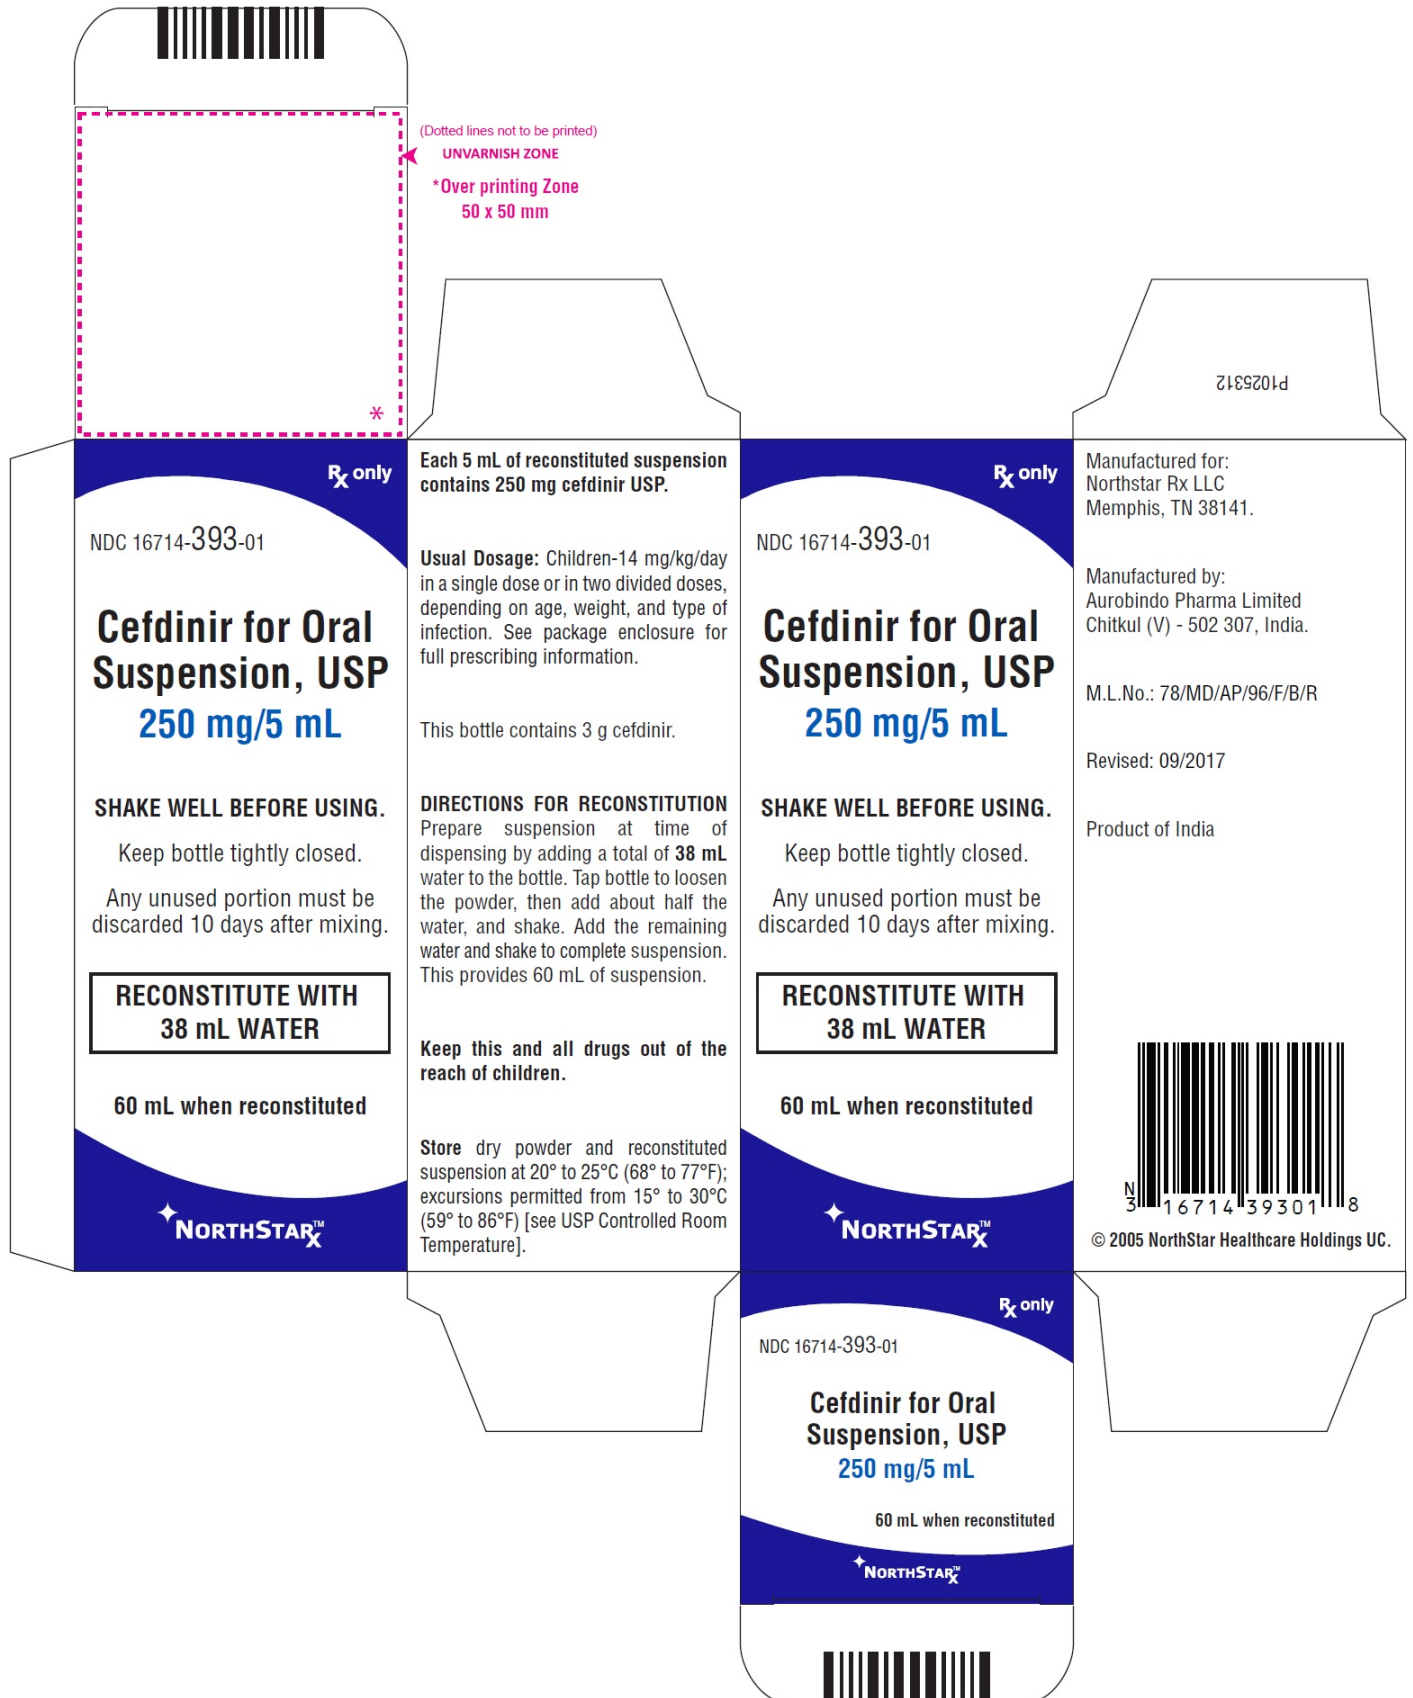 (Dotted lines not to be printed)
UNVARNISH ZONE
*Over printing Zone
50 x 50 mm
*
P1025312
Rx only
NDC 16714-393-01
Cefdinir for Oral
Suspension, USP
250 mg/5 mL
SHAKE WELL BEFORE USING.
Keep bottle tightly closed.
Any unused portion must be
discarded 10 days after mixing.
RECONSTITUTE WITH
38 mL WATER
60 mL when reconstituted
NORTHSTARx™
Each 5 mL of reconstituted suspension
contains 250 mg cefdinir USP.
Usual Dosage: Children-14 mg/kg/day
in a single dose or in two divided doses,
depending on age, weight, and type of
infection. See package enclosure for
full prescribing information.
This bottle contains 3 g cefdinir.
DIRECTIONS FOR RECONSTITUTION
Prepare suspension at time of
dispensing by adding a total of 38 mL
water to the bottle. Tap bottle to loosen
the powder, then add about half the
water, and shake. Add the remaining
water and shake to complete suspension.
This provides 60 mL of suspension.
Keep this and all drugs out of the
reach of children.
Store dry powder and reconstituted
suspension at 20° to 25°C (68° to 77°F);
excursions permitted from 15° to 30°C
(59° to 86°F) [see USP Controlled Room
Temperature].
Rx only
NDC 16714-393-01
Cefdinir for Oral
Suspension, USP
250 mg/5 mL
SHAKE WELL BEFORE USING.
Keep bottle tightly closed.
Any unused portion must be
discarded 10 days after mixing.
RECONSTITUTE WITH
38 mL WATER
60 mL when reconstituted
NORTHSTARx™
Manufactured for:
Northstar Rx LLC
Memphis, TN 38141.
Manufactured by:
Aurobindo Pharma Limited
Chitkul (V) - 502 307, India.
M.L.No.: 78/MD/AP/96/F/B/R
Revised: 09/2017
Product of India
N
3 16714 39301 8
© 2005 NorthStar Healthcare Holdings UC.
Rx only
NDC 16714-393-01
Cefdinir for Oral
Suspension, USP
250 mg/5 mL
60 mL when reconstituted
NORTHSTARx™